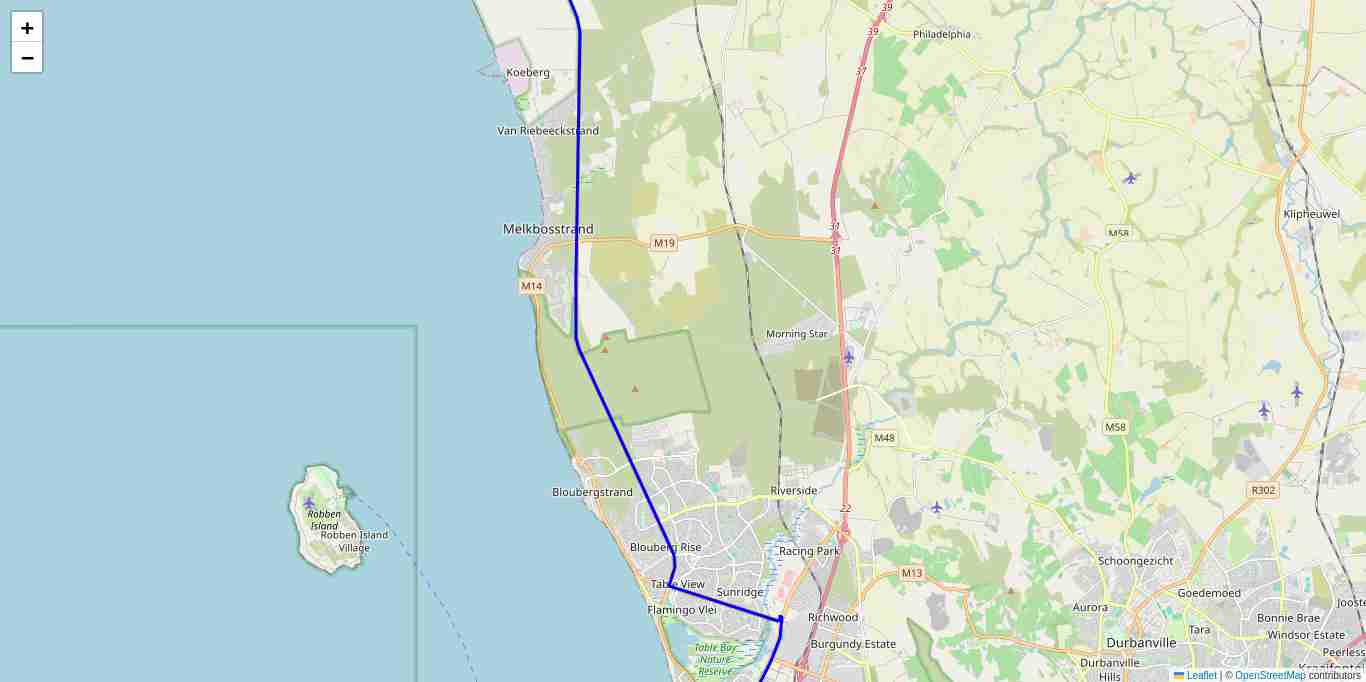 +
−
39
39
Philadelphia
Koeberg
37
Van Riebeeckstrand
Klipheuwel
Melkbosstrand
31
M58
M19
31
M14
Morning Star
M58
M48
Riverside
R302
Bloubergstrand
22
Robben
Island
Robben Island
Village
Blouberg Rise
Racing Park
Schoongezicht
M13
Table View
Sunridge
Goedemoed
Jooste
Flamingo Vlei
Aurora
Richwood
Bonnie Brae
Tara
Windsor Estate
Burgundy Estate
Durbanville
Table Bay
Nature
Reserve
Peerless
Durbanville
Hills
Kraaifontei
Leaflet | © OpenStreetMap contributors